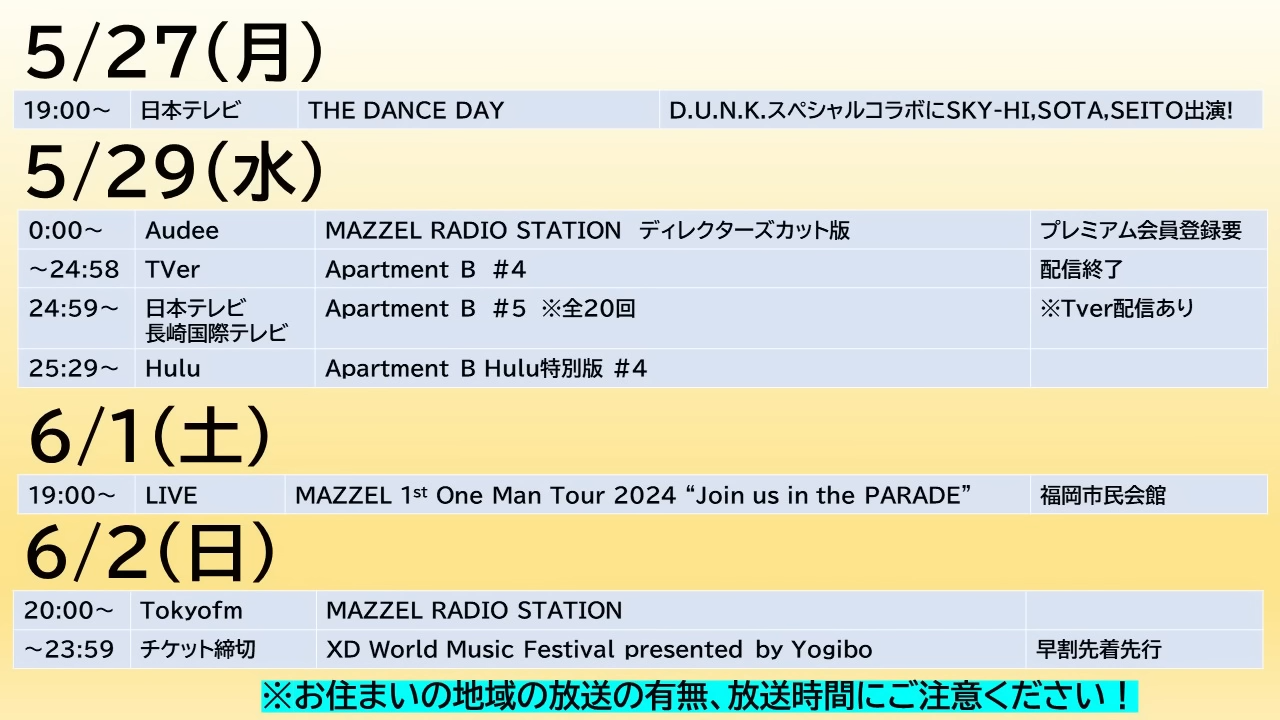 5/27(月)
19:00～ 日本テレビ THE DANCE DAY D.U.N.K.スペシャルコラボにSKY-HI,SOTA,SEITO出演!
5/29(水)
0:00～ Audee MAZZEL RADIO STATION ディレクターズカット版 プレミアム会員登録要
～24:58 TVer Apartment B #4 配信終了
24:59～ 日本テレビ Apartment B #5 ※全20回 ※Tver配信あり
長崎国際テレビ
25:29～ Hulu Apartment B Hulu特別版 #4
6/1(土)
19:00～ LIVE MAZZEL 1st One Man Tour 2024 “Join us in the PARADE” 福岡市民会館
6/2(日)
20:00～ Tokyofm MAZZEL RADIO STATION
～23:59 チケット締切 XD World Music Festival presented by Yogibo 早割先着先行
※お住まいの地域の放送の有無、放送時間にご注意ください！